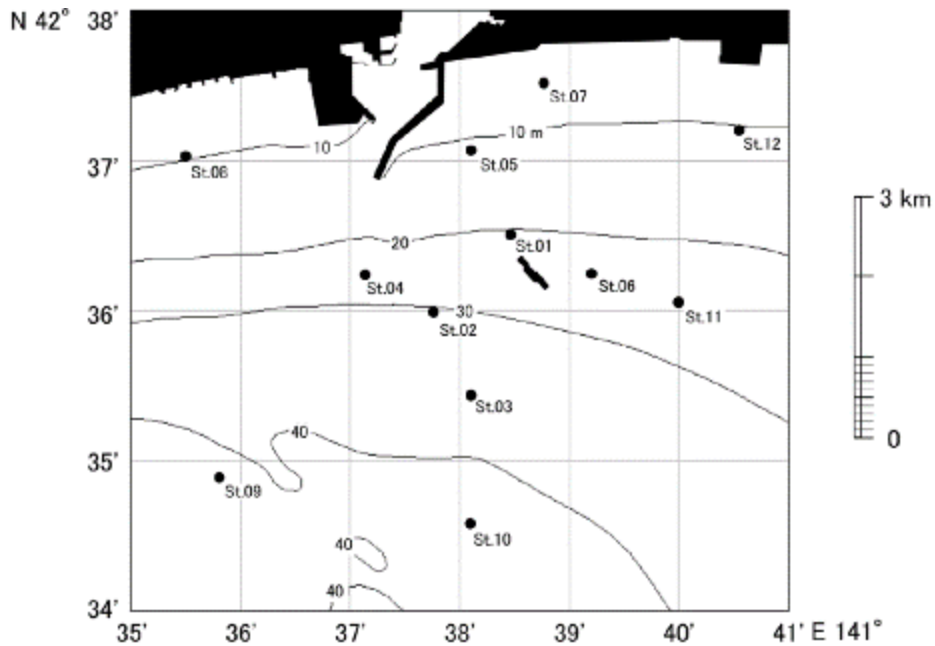 N 42°
38'
37'
36'
35'
34'
35'
36'
37'
38'
39'
40'
41'
E 141°
St.07
10 m
10
St.12
St.08
St.05
20
St.01
St.04
St.06
St.11
30
St.02
St.03
40
St.09
St.10
40
40
3 km
0